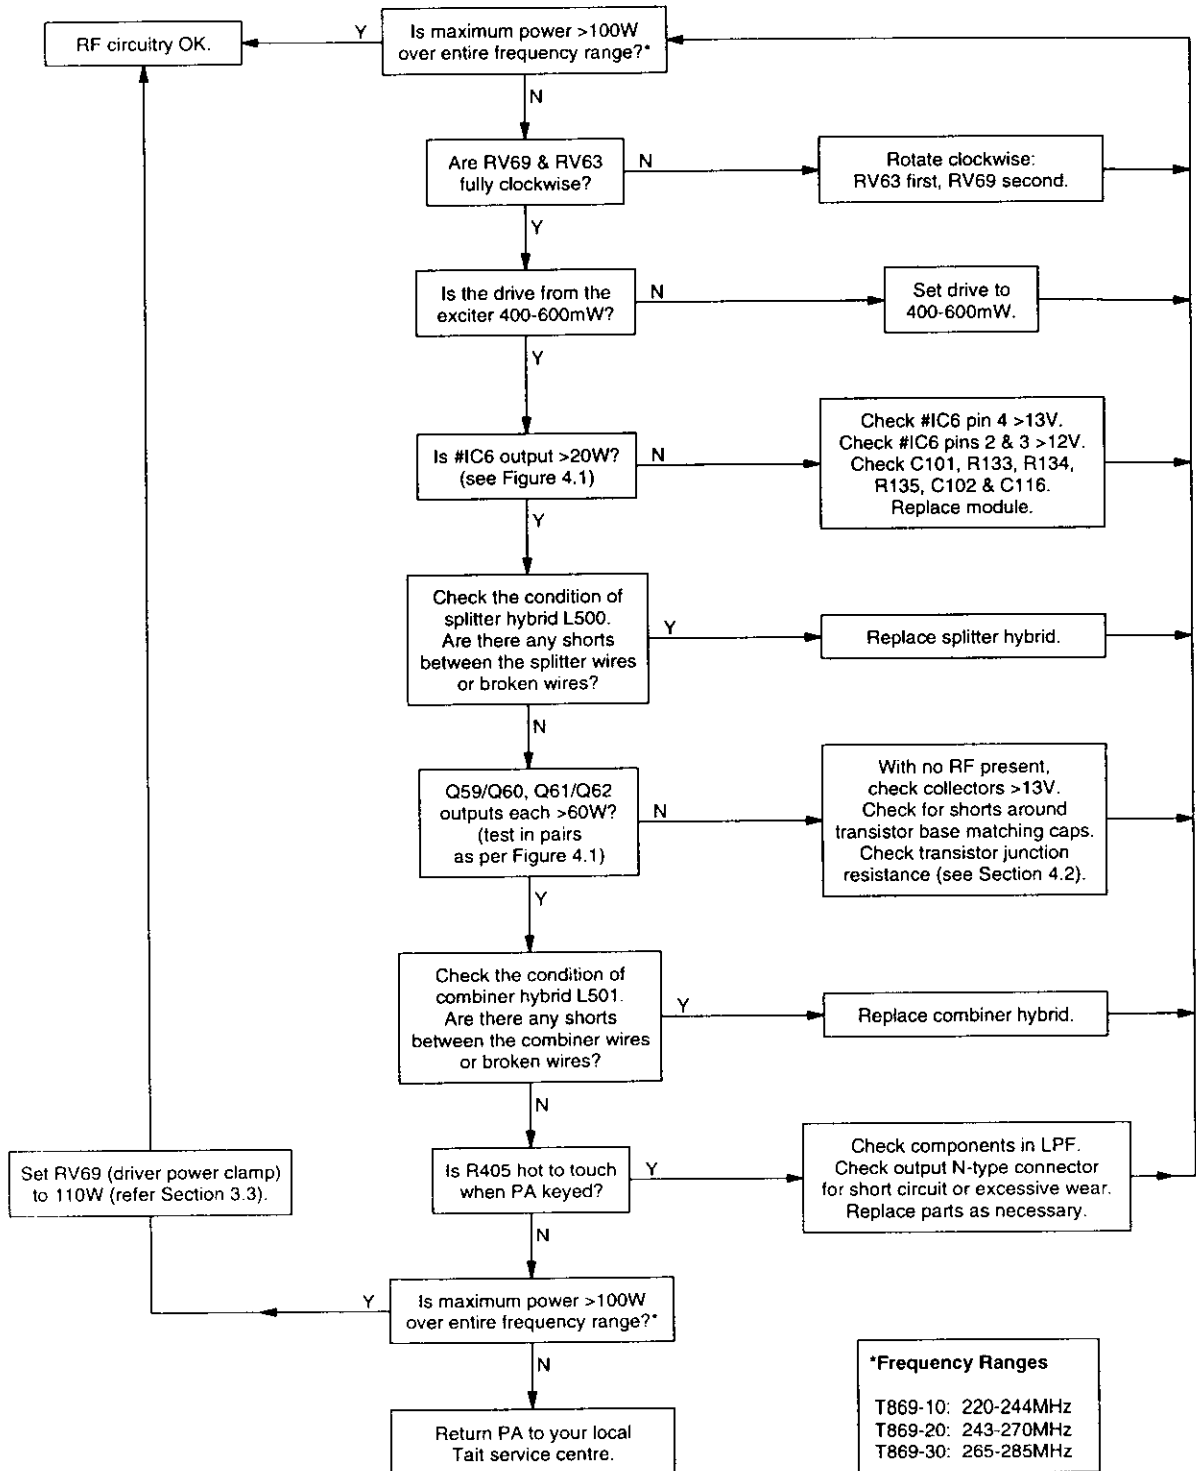 Is maximum power >100W
over entire frequency range?*
Y
RF circuitry OK.
N
Are RV69 & RV63
fully clockwise?
N
Rotate clockwise:
RV63 first, RV69 second.
Y
Is the drive from the
exciter 400-600mW?
N
Set drive to
400-600mW.
Y
Is #IC6 output >20W?
(see Figure 4.1)
N
Check #IC6 pin 4 >13V.
Check #IC6 pins 2 & 3 >12V.
Check C101, R133, R134,
R135, C102 & C116.
Replace module.
Y
Check the condition of
splitter hybrid L500.
Are there any shorts
between the splitter wires
or broken wires?
Y
Replace splitter hybrid.
N
Q59/Q60, Q61/Q62
outputs each >60W?
(test in pairs
as per Figure 4.1)
N
With no RF present,
check collectors >13V.
Check for shorts around
transistor base matching caps.
Check transistor junction
resistance (see Section 4.2).
Y
Check the condition of
combiner hybrid L501.
Are there any shorts
between the combiner wires
or broken wires?
Y
Replace combiner hybrid.
N
Is R405 hot to touch
when PA keyed?
Y
Check components in LPF.
Check output N-type connector
for short circuit or excessive wear.
Replace parts as necessary.
N
Is maximum power >100W
over entire frequency range?*
Y
Set RV69 (driver power clamp)
to 110W (refer Section 3.3).
N
Return PA to your local
Tait service centre.
*Frequency Ranges
T869-10: 220-244MHz
T869-20: 243-270MHz
T869-30: 265-285MHz